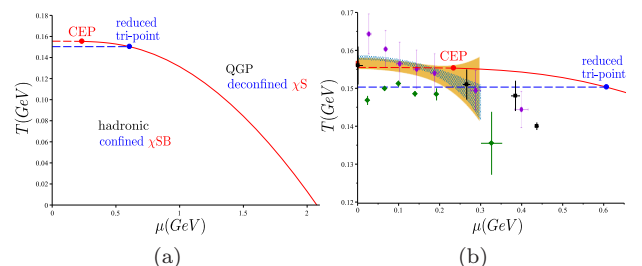 0.18
0.16
0.14
0.12
0.10
0.08
0.06
0.04
0.02
0
T(GeV)
CEP
reduced
tri-point
QGP
deconfined χS
hadronic
confined χSB
0 0.5 1 1.5 2
μ(GeV)
(a)
0.17
0.16
0.15
0.14
0.13
0.12
T(GeV)
CEP
reduced
tri-point
0 0.1 0.2 0.3 0.4 0.5 0.6
μ(GeV)
(b)